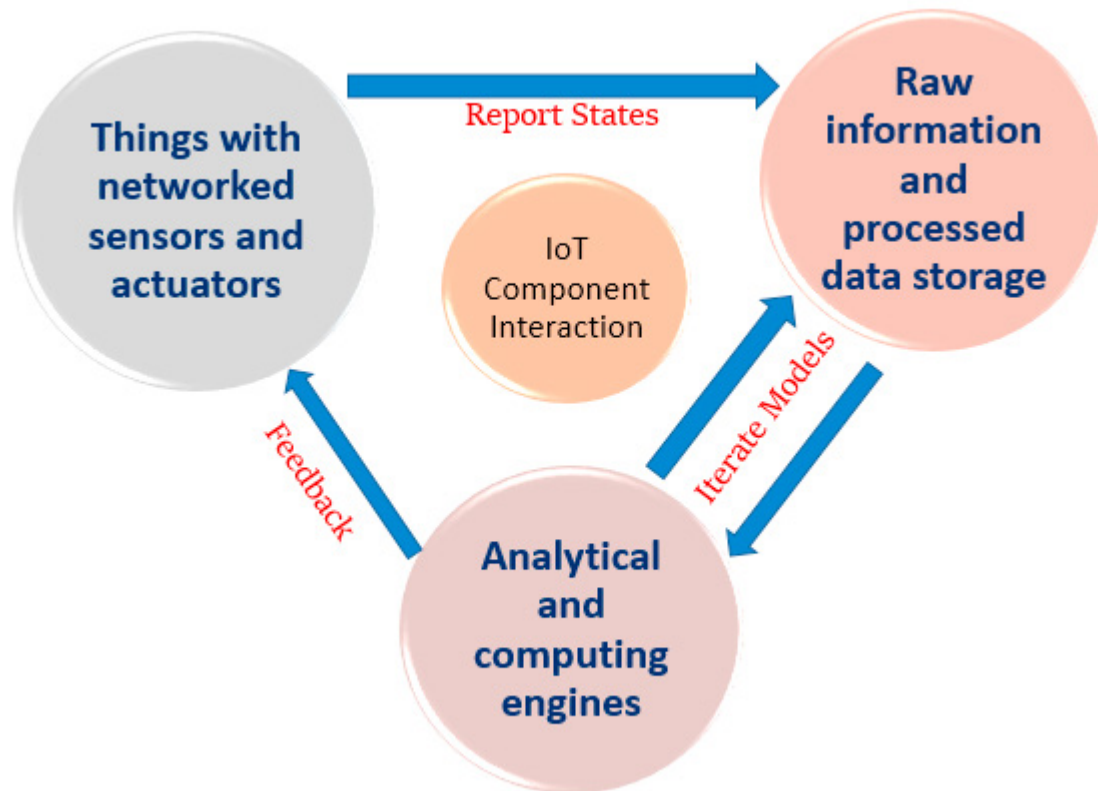 Things with
networked
sensors and
actuators
Report States
Raw
information
and
processed
data storage
IoT
Component
Interaction
Iterate Models
Feedback
Analytical
and
computing
engines